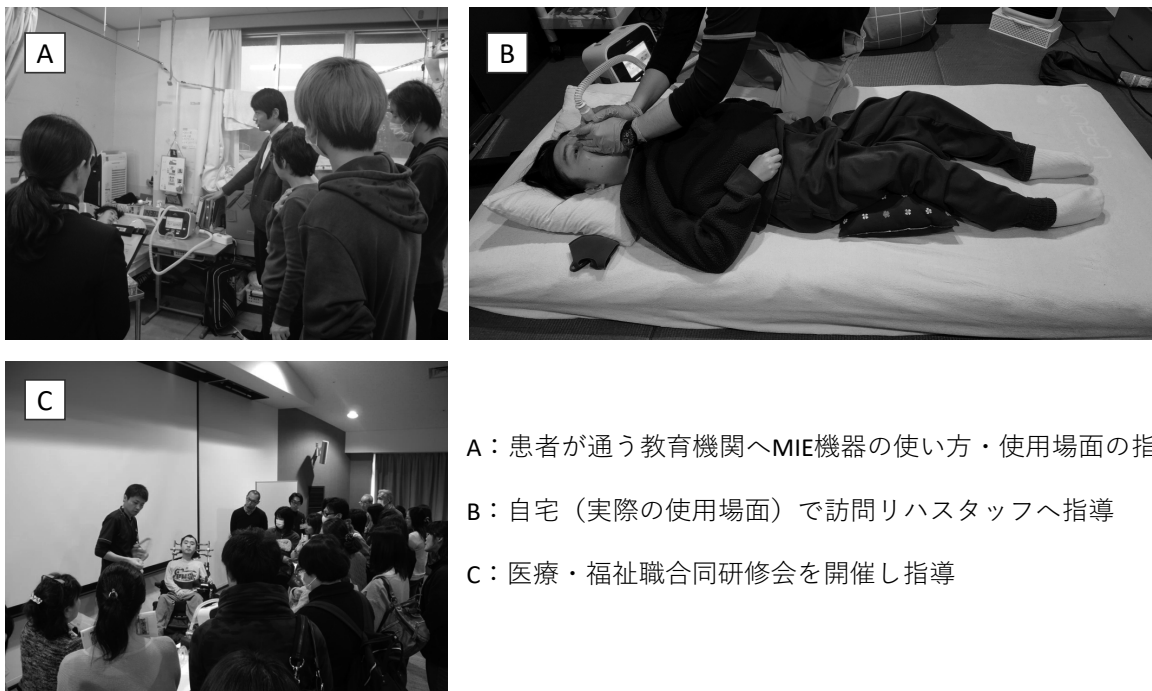 A
B
C
A：患者が通う教育機関へMIE機器の使い方・使用場面の指
B：自宅（実際の使用場面）で訪問リハスタッフへ指導
C：医療・福祉職合同研修会を開催し指導